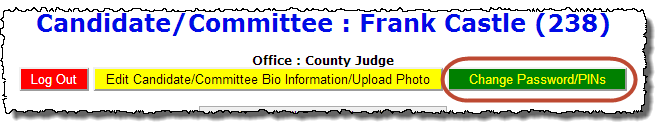 Candidate/Committee : Frank Castle (238)
Office : County Judge
Log Out Edit Candidate/Committee Bio Information/Upload Photo Change Password/PINs